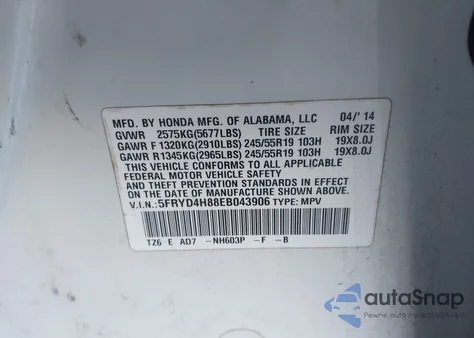 MFD. BY HONDA MFG. OF ALABAMA, LLC 04/'14
GVWR 2575KG(5677LBS) TIRE SIZE RIM SIZE
GAWR F 1320KG(2910LBS) 245/55R19 103H 19X8.0J
GAWR R 1345KG(2965LBS) 245/55R19 103H 19X8.0J
THIS VEHICLE CONFORMS TO ALL APPLICABLE
FEDERAL MOTOR VEHICLE SAFETY AND
THEFT PREVENTION STANDARDS IN EFFECT ON
THE DATE OF MANUFACTURE SHOWN ABOVE.
V.I.N.: 5FRYD4H88EB043906 TYPE: MPV
TZ6 E AD7 -NH603P -F -B
autoSnap
Pewne auto z